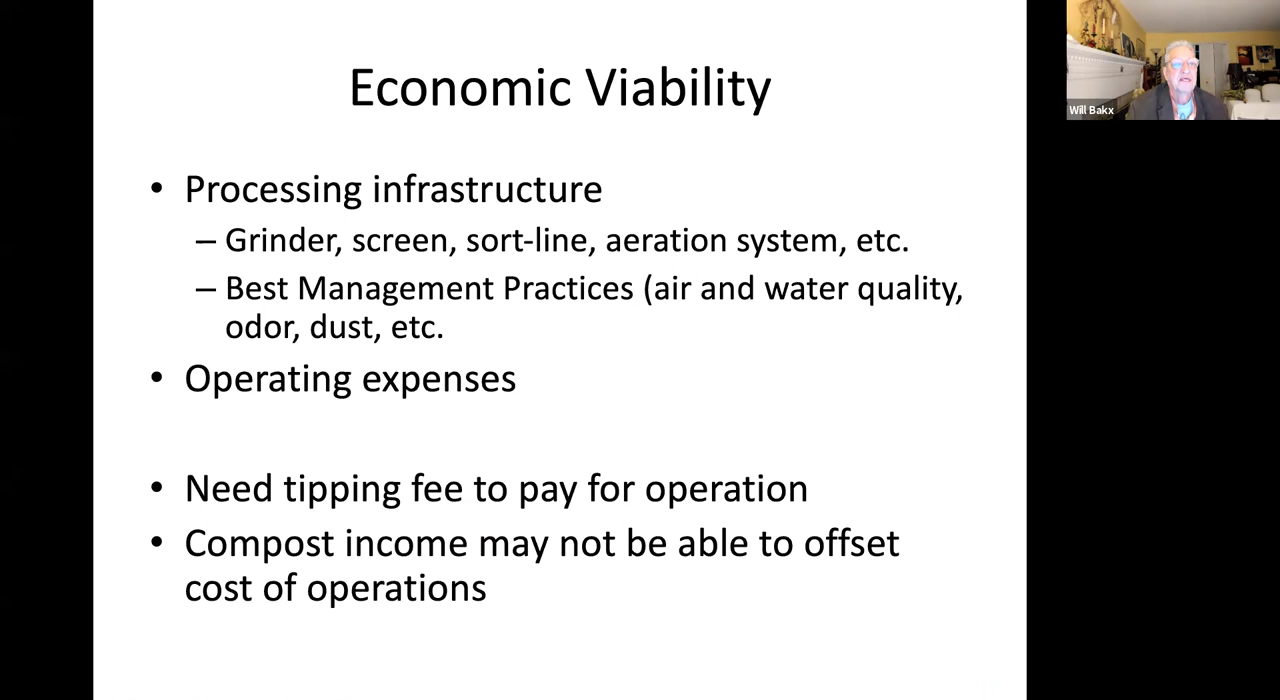 Economic Viability
• Processing infrastructure
– Grinder, screen, sort-line, aeration system, etc.
– Best Management Practices (air and water quality,
odor, dust, etc.
• Operating expenses
• Need tipping fee to pay for operation
• Compost income may not be able to offset
cost of operations
Will Bakx